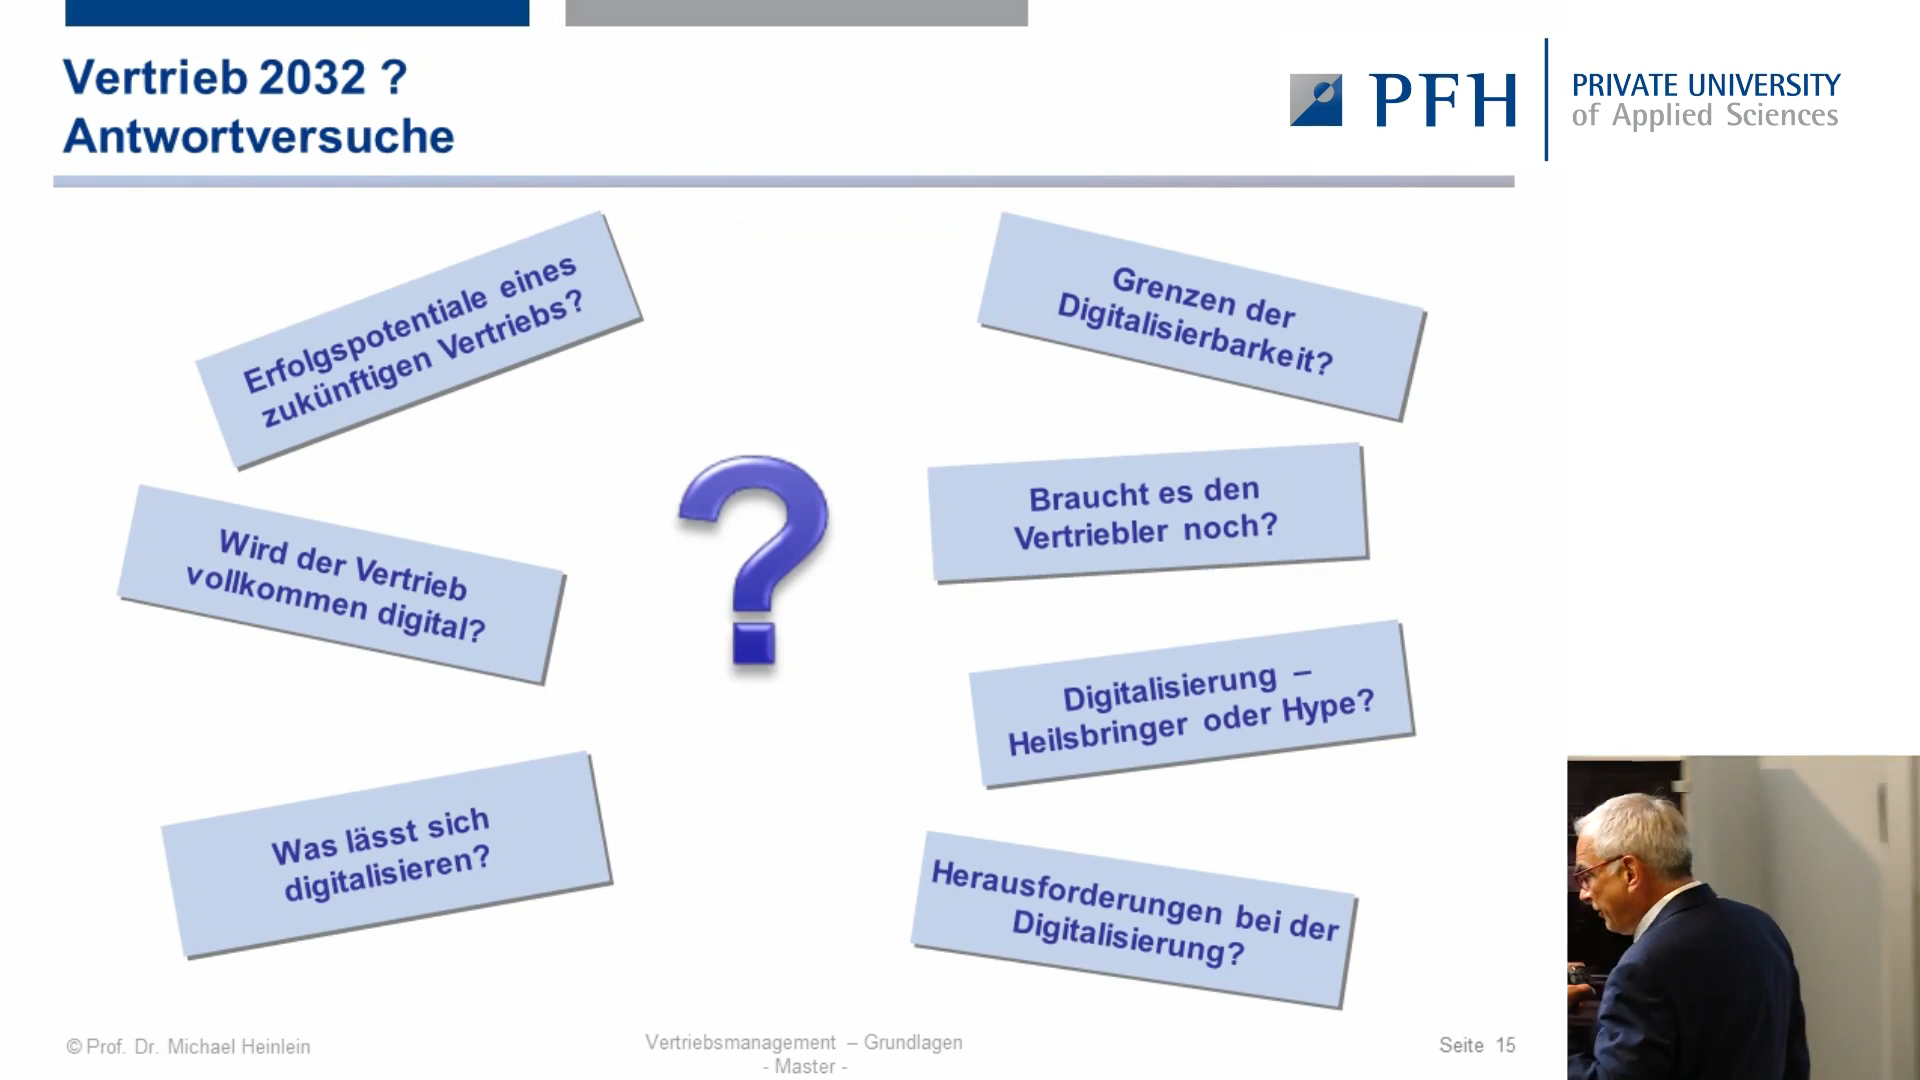 Vertrieb 2032 ?
Antwortversuche
PFH
PRIVATE UNIVERSITY
of Applied Sciences
Erfolgspotentiale eines
zukünftigen Vertriebs?
Wird der Vertrieb
vollkommen digital?
Was lässt sich
digitalisieren?
?
Grenzen der
Digitalisierbarkeit?
Braucht es den
Vertriebler noch?
Digitalisierung –
Heilsbringer oder Hype?
Herausforderungen bei der
Digitalisierung?
© Prof. Dr. Michael Heinlein
Vertriebsmanagement – Grundlagen
- Master -
Seite 15